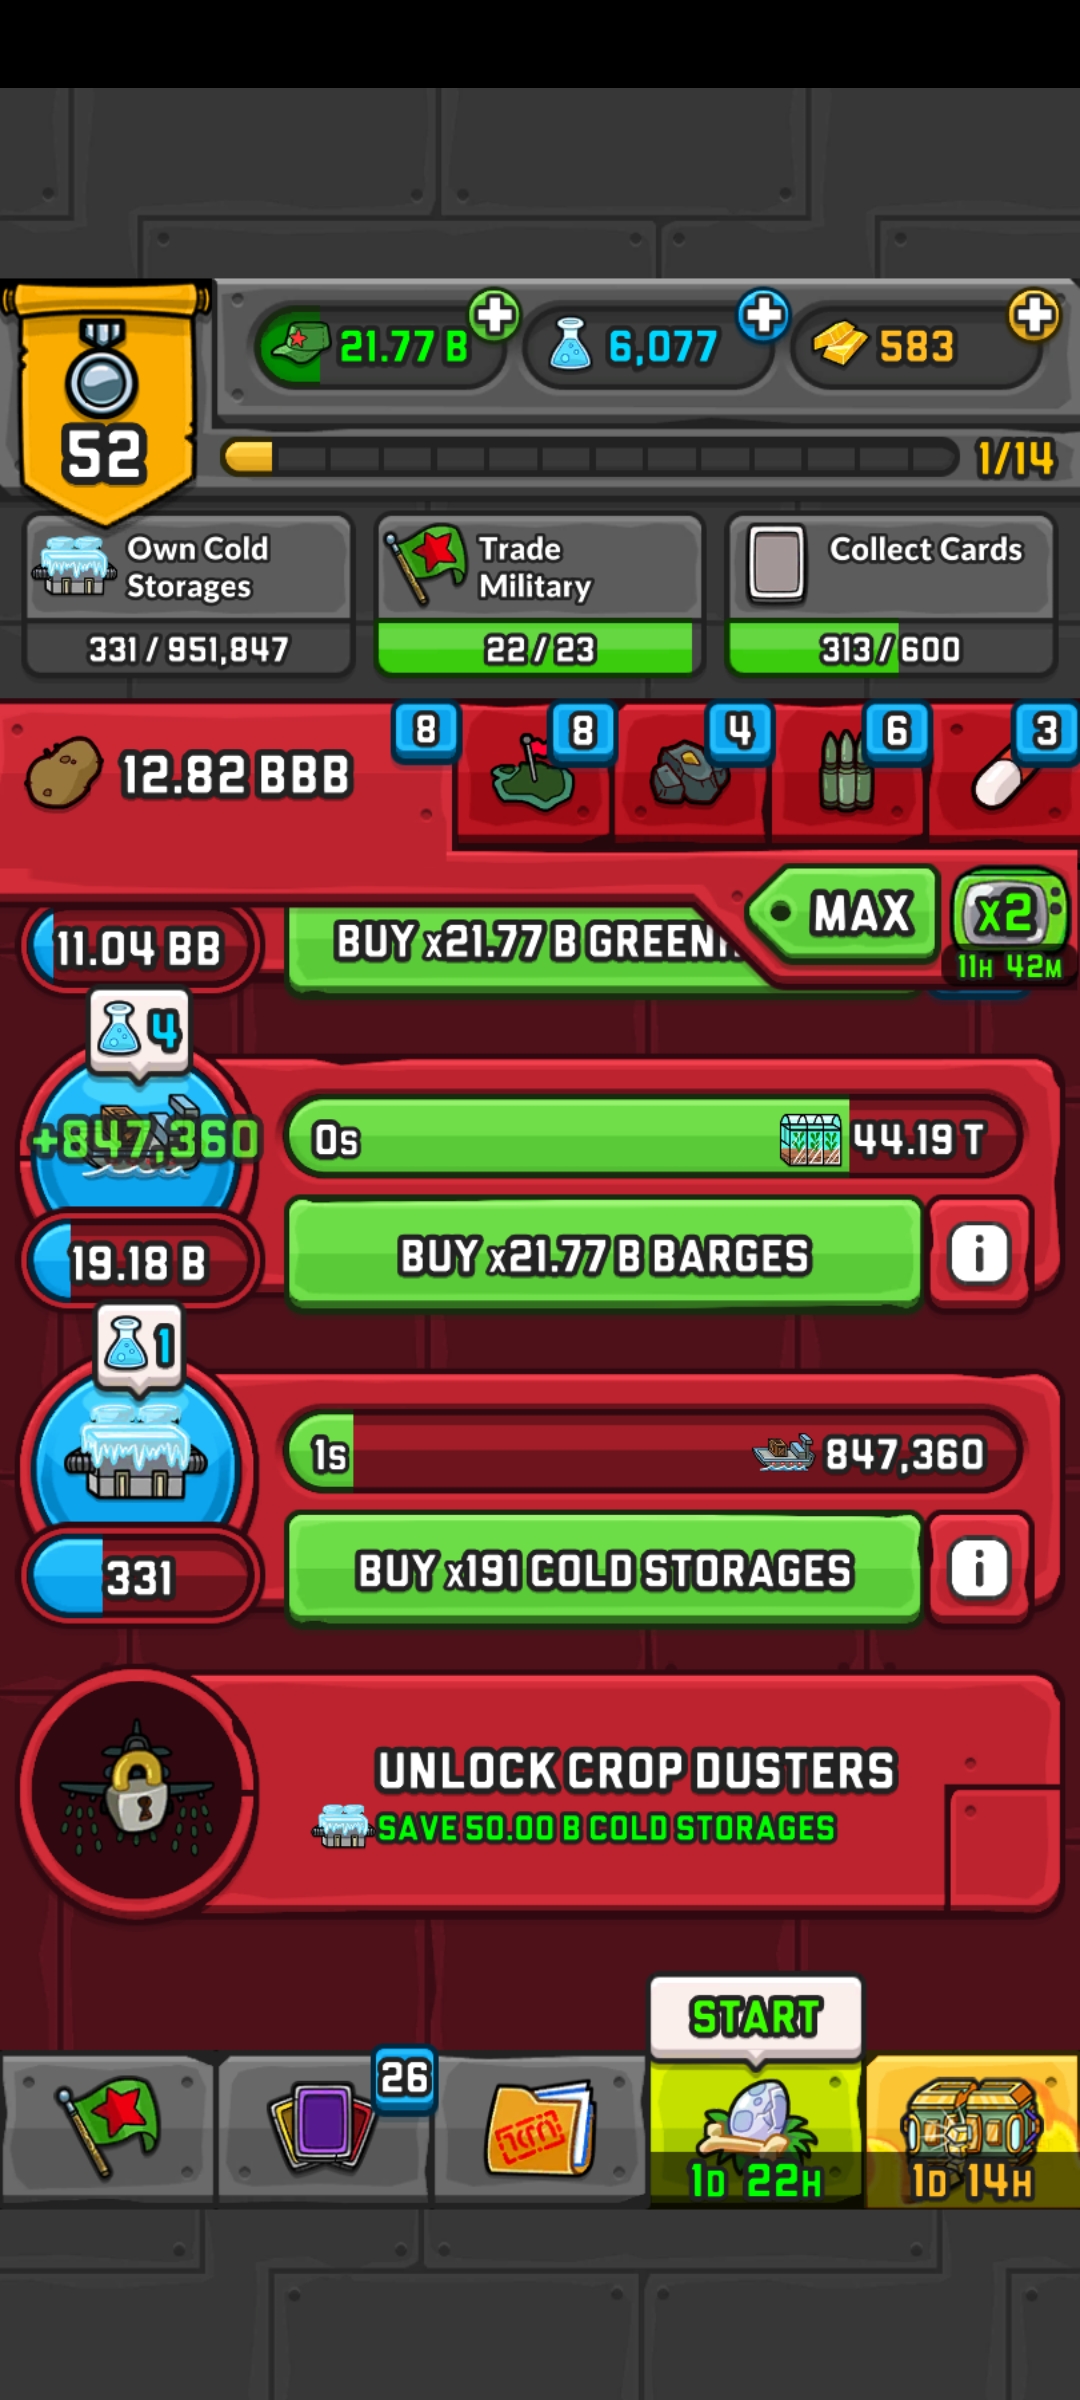 21.77 B
6,077
583
52
1/14
Own Cold
Storages
331 / 951,847
Trade
Military
22 / 23
Collect Cards
313 / 600
12.82 BBB
8
8
4
6
3
MAX
x2
11H 42M
11.04 BB
BUY x21.77 B
4
+847,360
0s
44.19 T
19.18 B
BUY x21.77 B BARGES
i
1
1s
847,360
331
BUY x191 COLD STORAGES
i
UNLOCK CROP DUSTERS
SAVE 50.00 B COLD STORAGES
START
26
1D 22H
1D 14H